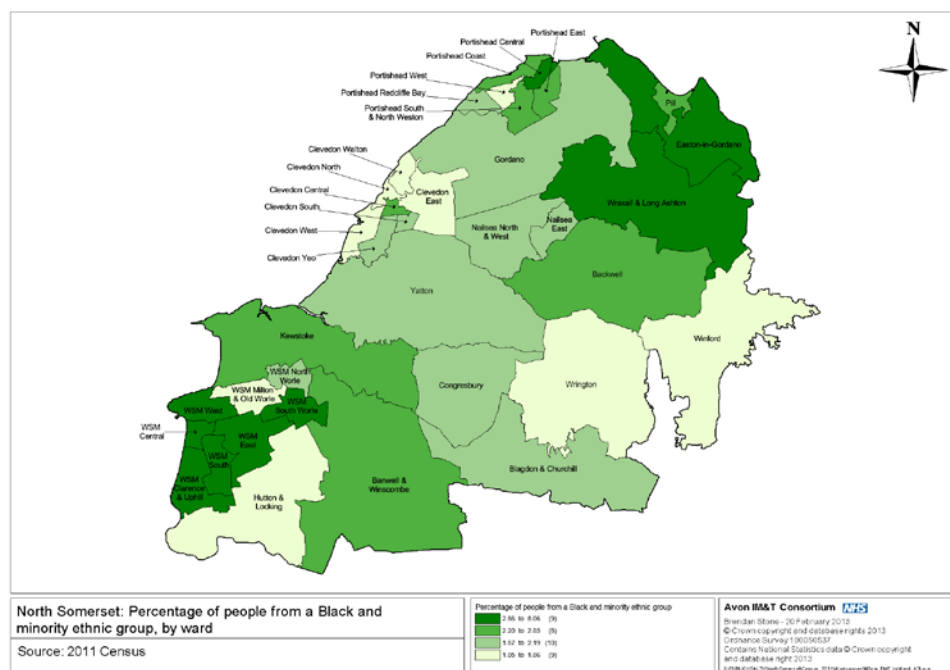 N
Portishead East
Portishead Central
Portishead Coast
Portishead West
Portishead Redcliffe Bay
Portishead South
& North Weston
Pill
Easton-in-Gordano
Gordano
Clevedon Walton
Clevedon North
Clevedon East
Clevedon Central
Clevedon South
Clevedon West
Clevedon Yeo
Wraxall & Long Ashton
Nailsea East
Nailsea North
& West
Backwell
Yatton
Winford
Kewstoke
WSM North
Worle
WSM Milton
& Old Worle
WSM
South Worle
WSM West
WSM
Central
WSM
East
WSM
South
WSM
Clarence
& Uphill
Congresbury
Wrington
Blagdon & Churchill
Banwell &
Winscombe
Hutton &
Locking
North Somerset: Percentage of people from a Black and
minority ethnic group, by ward
Source: 2011 Census
Percentage of people from a Black and minority ethnic group
(9)
(10)
(9)
Avon IM&T Consortium NHS
Brendan Stone - 20 February 2013
© Crown copyright and database rights 2013
Ordnance Survey
Contains National Statistics data © Crown copyright
and database right 2013